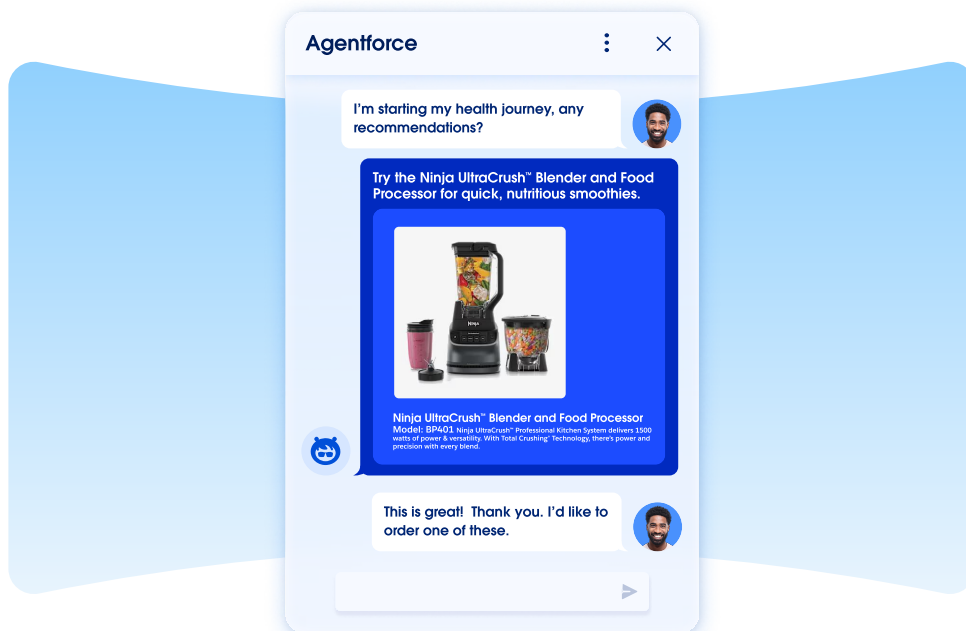 Agentforce
I'm starting my health journey, any
recommendations?
Try the Ninja UltraCrush™ Blender and Food
Processor for quick, nutritious smoothies.
NINJA
Ninja UltraCrush™ Blender and Food Processor
Model: BP401 Ninja UltraCrush™ Professional Kitchen System delivers 1500
watts of power & versatility. With Total Crushing® Technology, there's power and
precision with every blend.
This is great!  Thank you. I'd like to
order one of these.